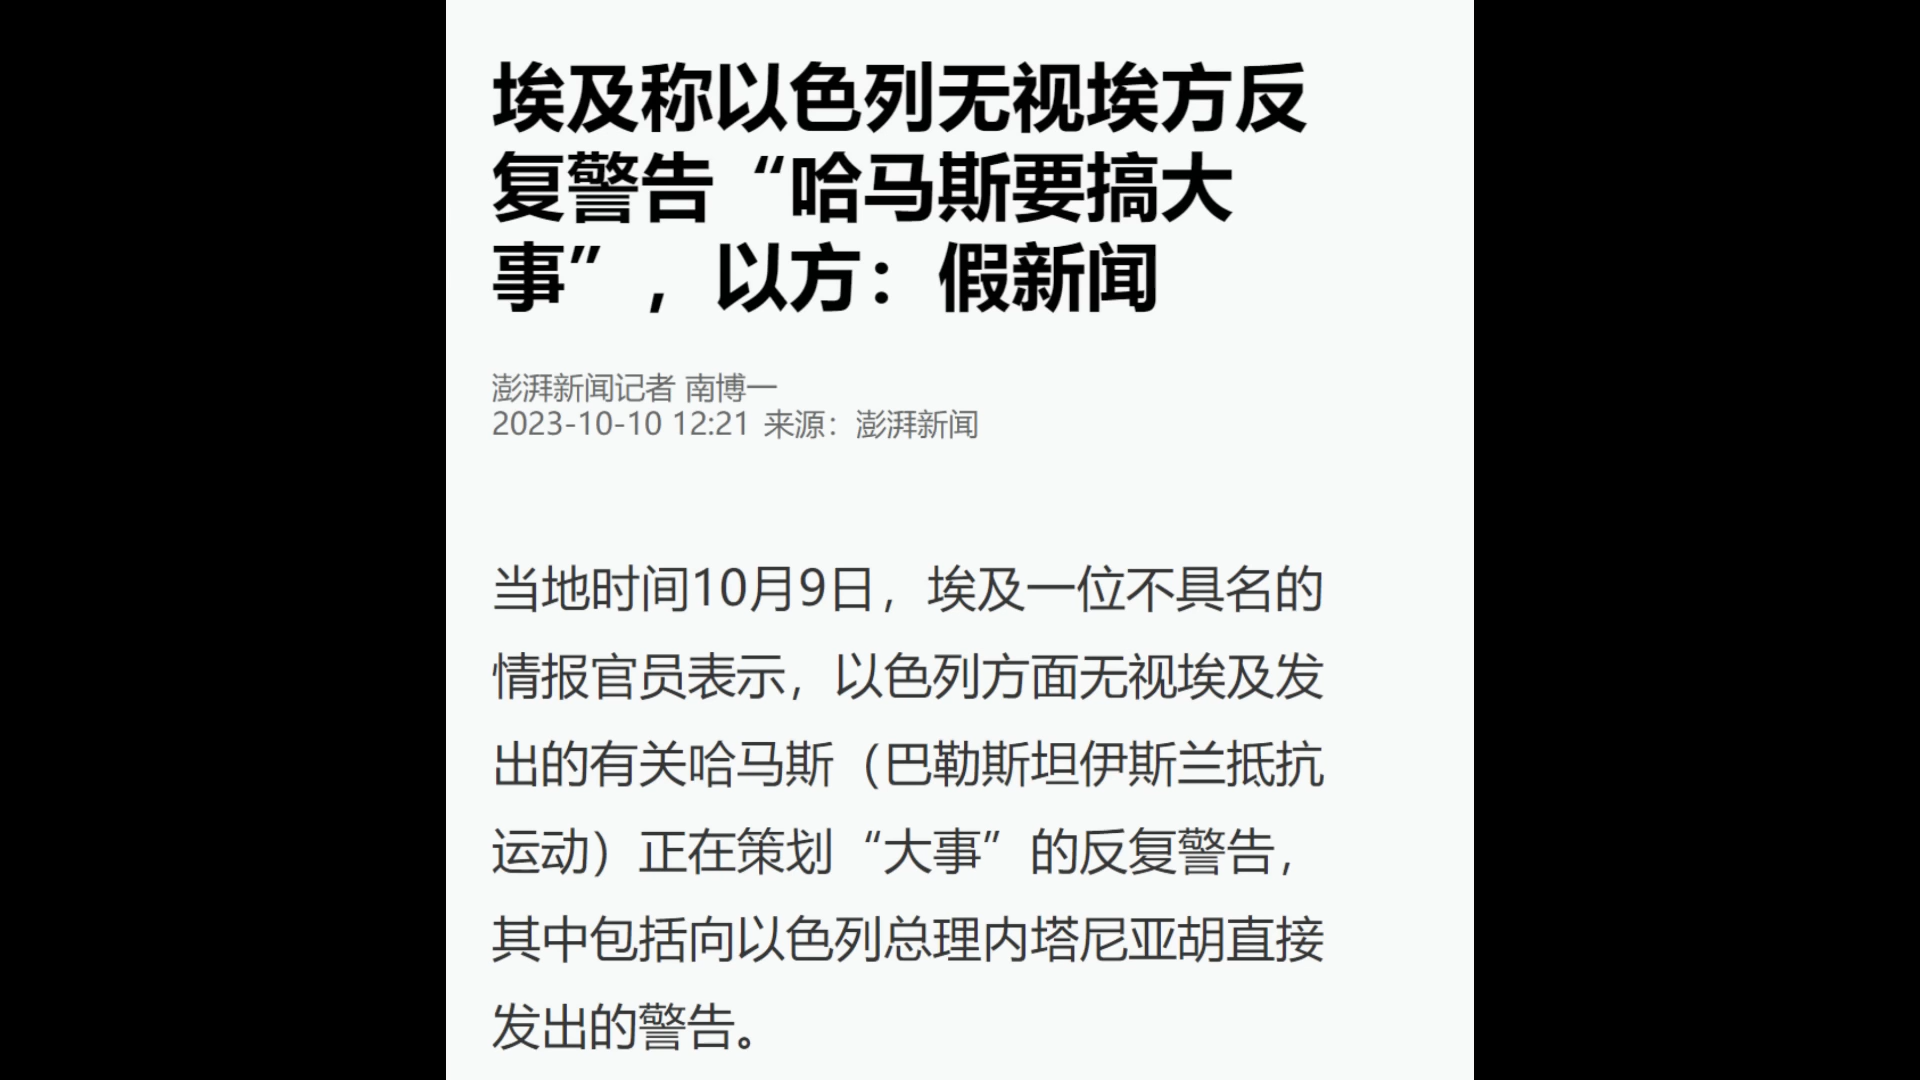 埃及称以色列无视埃方反
复警告“哈马斯要搞大
事”，以方：假新闻
澎湃新闻记者 南博一
2023-10-10 12:21 来源：澎湃新闻
当地时间10月9日，埃及一位不具名的
情报官员表示，以色列方面无视埃及发
出的有关哈马斯（巴勒斯坦伊斯兰抵抗
运动）正在策划“大事”的反复警告，
其中包括向以色列总理内塔尼亚胡直接
发出的警告。